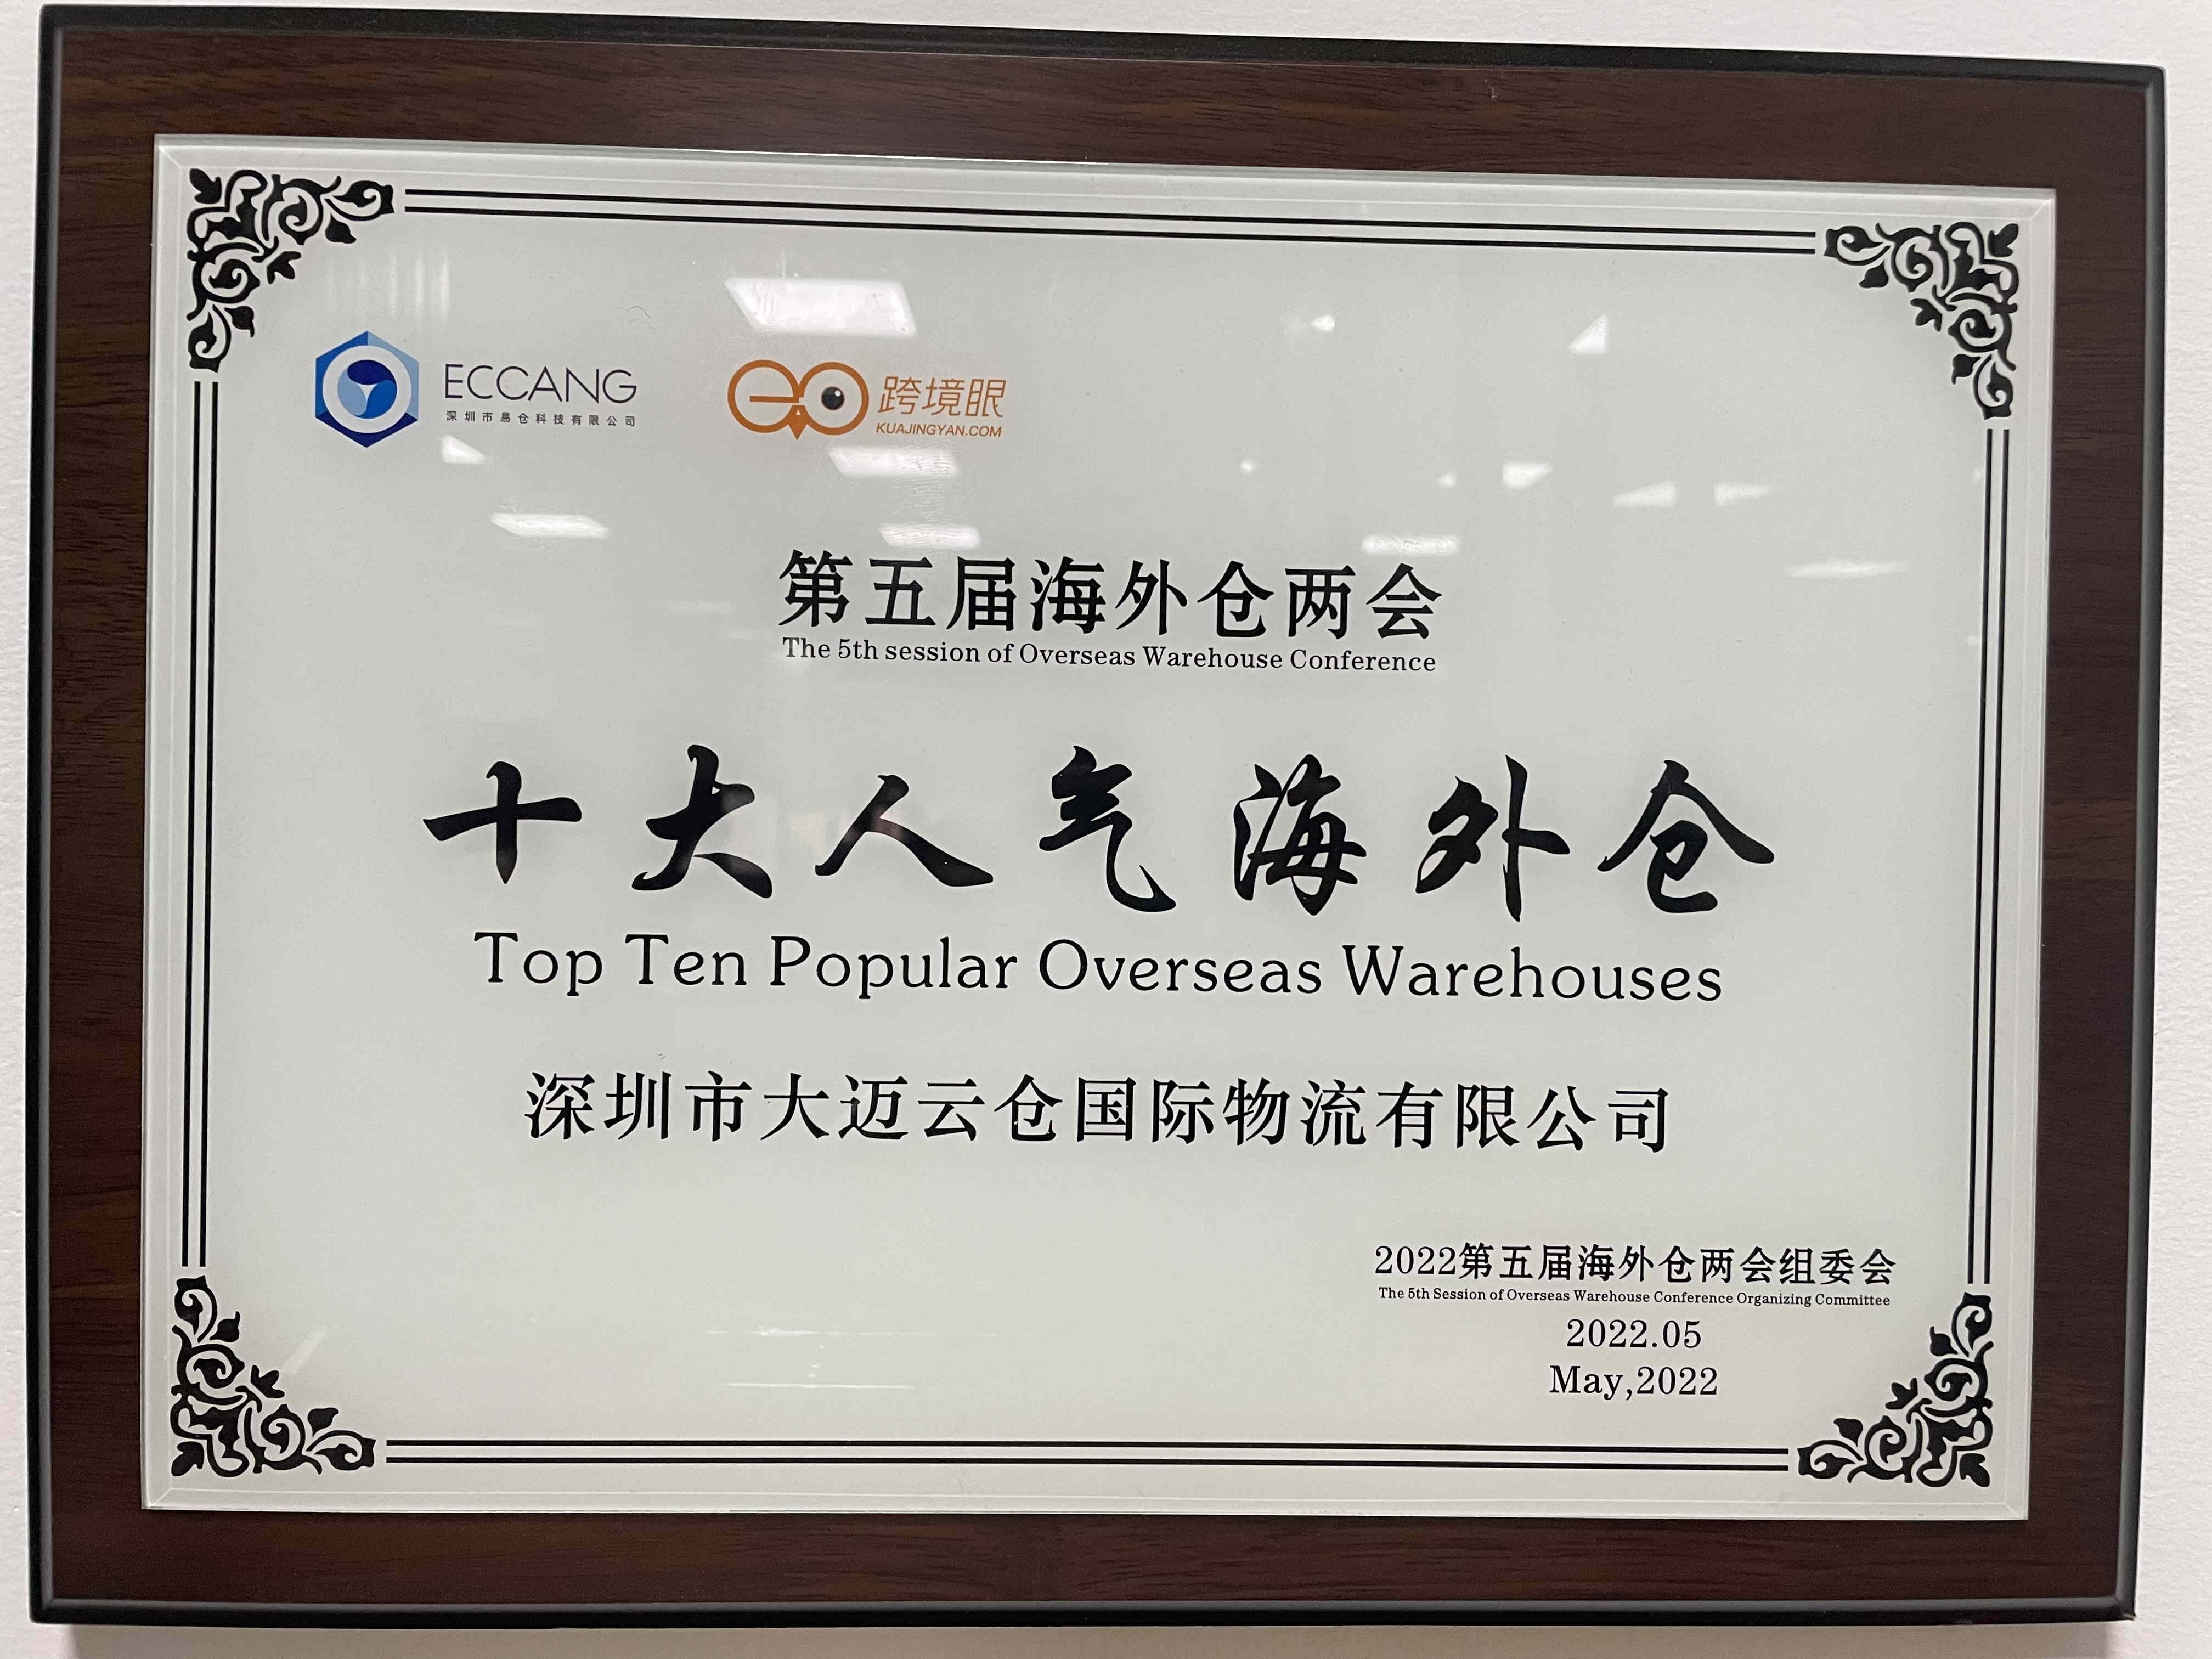 ECCANG
深圳市易仓科技有限公司
跨境眼
KUAJINGYAN.COM
第五届海外仓两会
The 5th session of Overseas Warehouse Conference
十大人气海外仓
Top Ten Popular Overseas Warehouses
深圳市大迈云仓国际物流有限公司
2022第五届海外仓两会组委会
The 5th Session of Overseas Warehouse Conference Organizing Committee
2022.05
May,2022